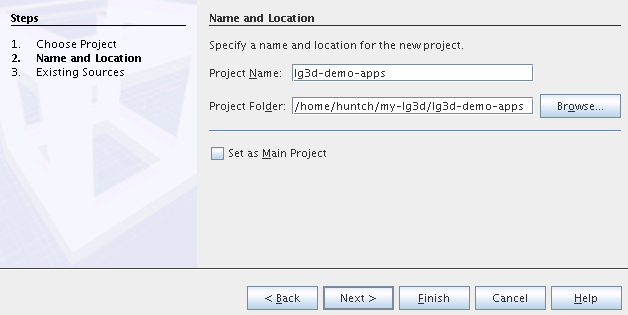 Steps
1. Choose Project
2. Name and Location
3. Existing Sources
Name and Location
Specify a name and location for the new project.
Project Name: lg3d-demo-apps
Project Folder: /home/huntch/my-lg3d/lg3d-demo-apps Browse...
Set as Main Project
< Back Next > Finish Cancel Help